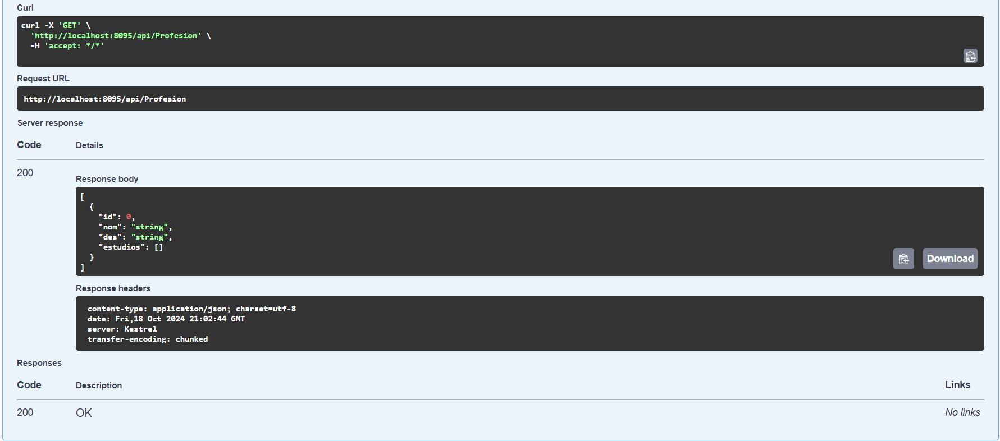 Curl
curl -X 'GET' \
  'http://localhost:8095/api/Profesion' \
  -H 'accept: */*'
Request URL
http://localhost:8095/api/Profesion
Server response
Code Details
200
Response body
[
  {
    "id": 0,
    "nom": "string",
    "des": "string",
    "estudios": []
  }
]
Download
Response headers
content-type: application/json; charset=utf-8
date: Fri,18 Oct 2024 21:02:44 GMT
server: Kestrel
transfer-encoding: chunked
Responses
Code Description Links
200 OK No links